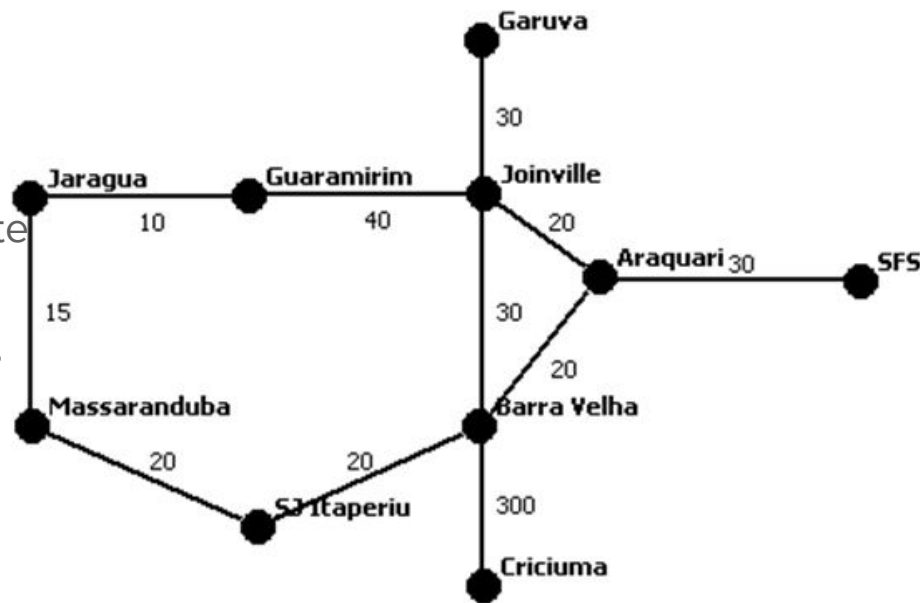 Garuva
30
Jaragua
Guaramirim
Joinville
te
10
40
20
Araquari
30
SFS
15
30
20
Massaranduba
Barra Velha
20
20
SJ Itaperiu
300
Criciuma